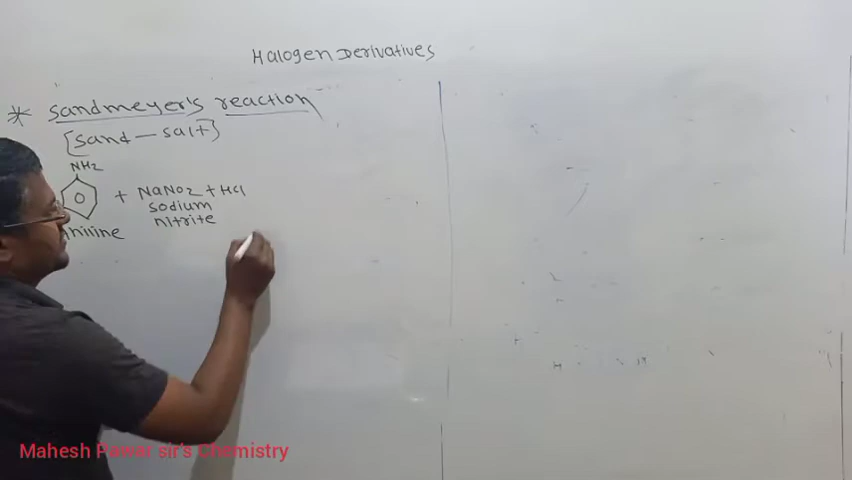 Halogen Derivatives
* Sandmeyer's reaction
[Sand — salt]
NH2
+ NaNO2 + HCl
sodium
nitrite
Mahesh Pawar sir's Chemistry